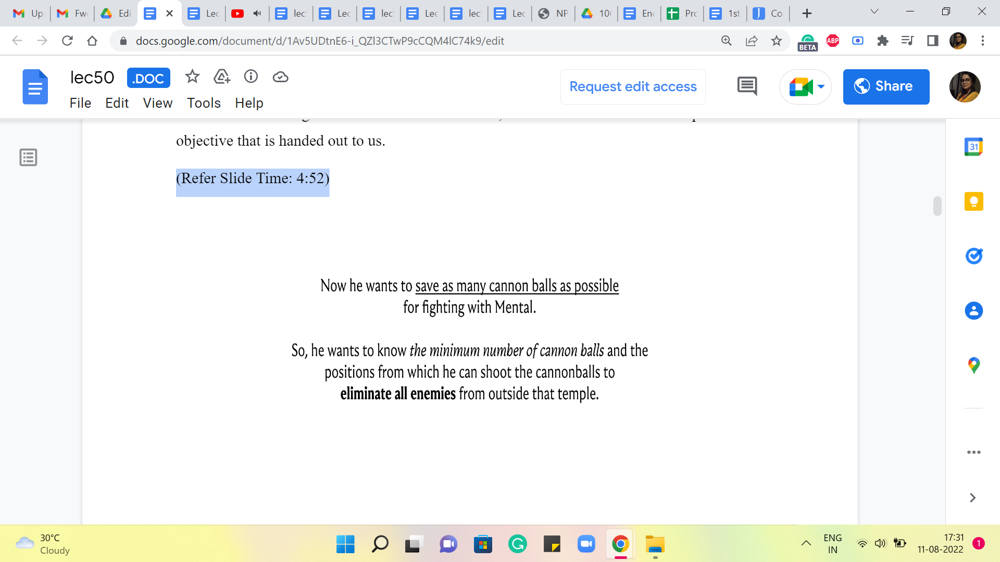 Up
Fw
Edi
Lec
lec
Lec
lec
Lec
lec
Lec
NP
10
En
Pro
1st
Co
docs.google.com/document/d/1Av5UDtnE6-i_QZl3CTwP9cCQM4lC74k9/edit
ABP
BETA
lec50
.DOC
File Edit View Tools Help
Request edit access
Share
objective that is handed out to us.
31
(Refer Slide Time: 4:52)
Now he wants to save as many cannon balls as possible
for fighting with Mental.
So, he wants to know the minimum number of cannon balls and the
positions from which he can shoot the cannonballs to
eliminate all enemies from outside that temple.
30°C
Cloudy
ENG
IN
17:31
11-08-2022
1